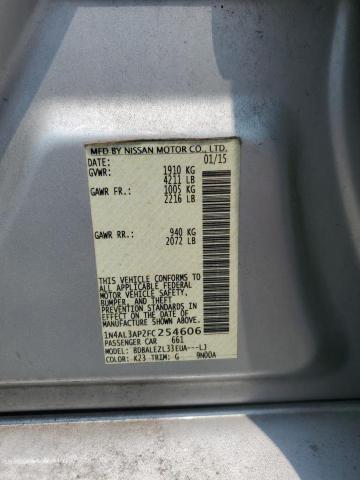 MFD BY NISSAN MOTOR CO., LTD.
DATE: 01/15
GVWR: 1910 KG
4211 LB
GAWR FR.: 1005 KG
2216 LB
GAWR RR.: 940 KG
2072 LB
THIS VEHICLE CONFORMS TO ALL
APPLICABLE FEDERAL MOTOR
VEHICLE SAFETY, BUMPER, AND THEFT
PREVENTION STANDARDS IN
EFFECT ON THE DATE OF
MANUFACTURE SHOWN ABOVE.
1N4AL3AP2FC254606
PASSENGER CAR 661
MODEL: BDBALEZL33EUA---LJ
COLOR: K23 TRIM: G 9N00A